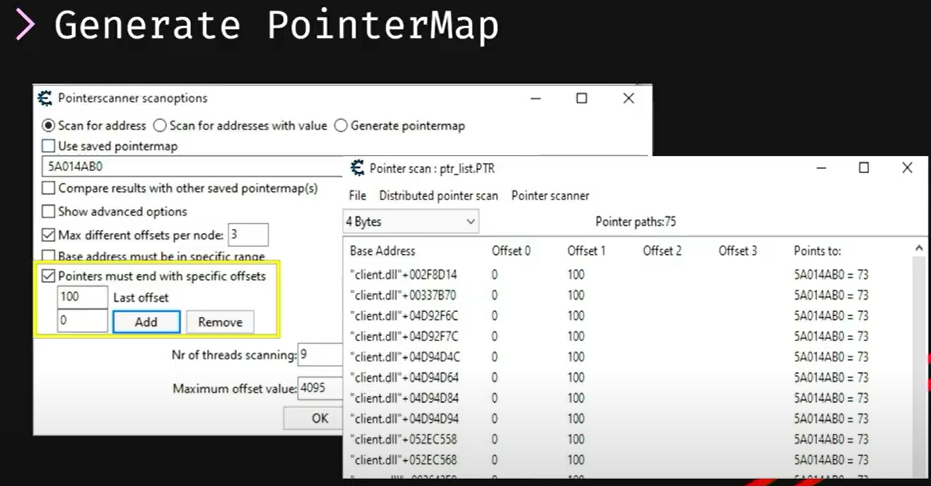 > Generate PointerMap
Pointerscanner scanoptions
Scan for address Scan for addresses with value Generate pointermap
Use saved pointermap
5A014AB0
Compare results with other saved pointermap(s)
Show advanced options
Max different offsets per node: 3
Base address must be in specific range
Pointers must end with specific offsets
100 Last offset
0 Add Remove
Nr of threads scanning: 9
Maximum offset value: 4095
OK
Pointer scan : ptr_list.PTR
File Distributed pointer scan Pointer scanner
4 Bytes Pointer paths:75
Base Address Offset 0 Offset 1 Offset 2 Offset 3 Points to:
"client.dll"+002F8D14 0 100 5A014AB0 = 73
"client.dll"+00337B70 0 100 5A014AB0 = 73
"client.dll"+04D92F6C 0 100 5A014AB0 = 73
"client.dll"+04D92F7C 0 100 5A014AB0 = 73
"client.dll"+04D94D4C 0 100 5A014AB0 = 73
"client.dll"+04D94D64 0 100 5A014AB0 = 73
"client.dll"+04D94D84 0 100 5A014AB0 = 73
"client.dll"+04D94D94 0 100 5A014AB0 = 73
"client.dll"+052EC558 0 100 5A014AB0 = 73
"client.dll"+052EC568 0 100 5A014AB0 = 73